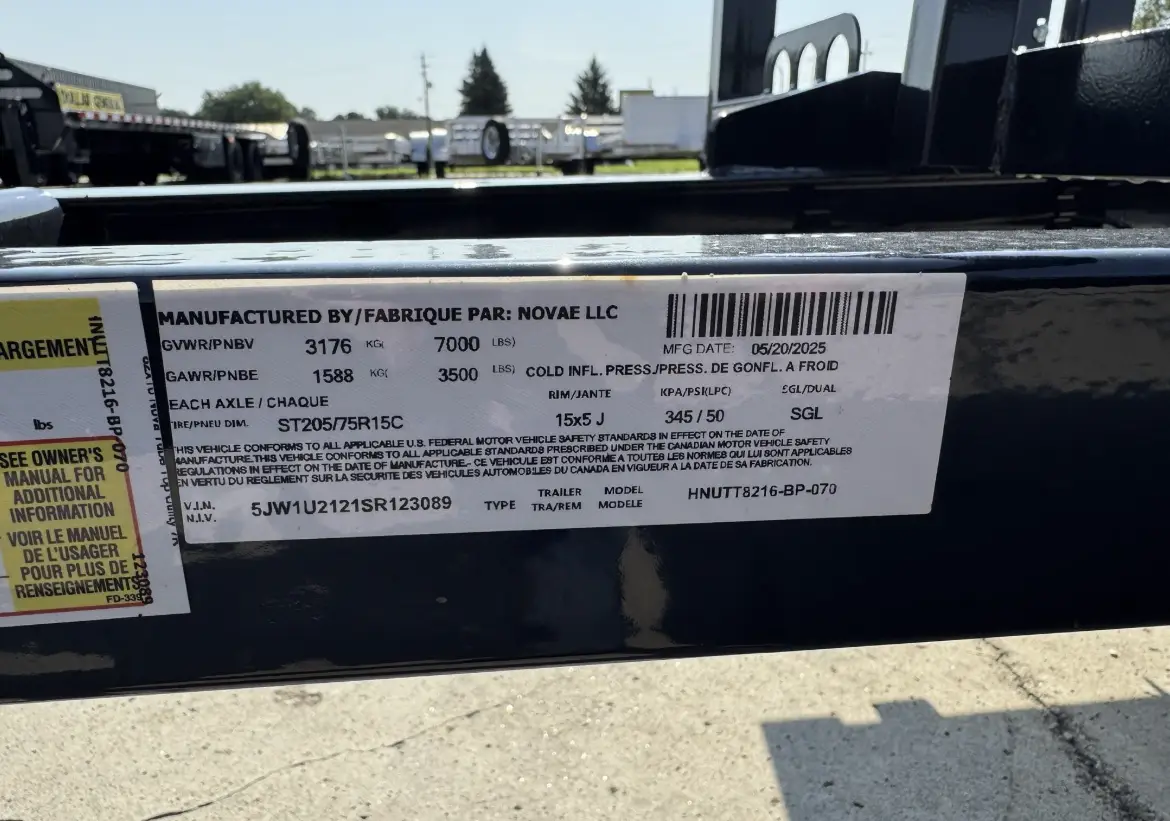 MANUFACTURED BY/FABRIQUE PAR: NOVAE LLC
GVWR/PNBV 3176 KG( 7000 LBS)
MFG DATE: 05/20/2025
GAWR/PNBE 1588 KG( 3500 LBS) COLD INFL. PRESS./PRESS. DE GONFL. A FROID
EACH AXLE / CHAQUE RIM/JANTE KPA/PSI(LPC) SGL/DUAL
TIRE/PNEU DIM. ST205/75R15C 15x5 J 345 / 50 SGL
THIS VEHICLE CONFORMS TO ALL APPLICABLE U.S. FEDERAL MOTOR VEHICLE SAFETY STANDARDS IN EFFECT ON THE DATE OF
MANUFACTURE.THIS VEHICLE CONFORMS TO ALL APPLICABLE STANDARDS PRESCRIBED UNDER THE CANADIAN MOTOR VEHICLE SAFETY
REGULATIONS IN EFFECT ON THE DATE OF MANUFACTURE.- CE VEHICULE EST CONFORME A TOUTES LES NORMES QUI LUI SONT APPLICABLES
EN VERTU DU REGLEMENT SUR LA SECURITE DES VEHICULES AUTOMOBILES DU CANADA EN VIGUEUR A LA DATE DE SA FABRICATION.
V.I.N. 5JW1U2121SR123089 TYPE TRAILER MODEL HNUTT8216-BP-070
N.I.V. TRA/REM MODELE
ARGEMENT
lbs
SEE OWNER'S
MANUAL FOR
ADDITIONAL
INFORMATION
VOIR LE MANUEL
DE L'USAGER
POUR PLUS DE
RENSEIGNEMENTS
FD-339
123089